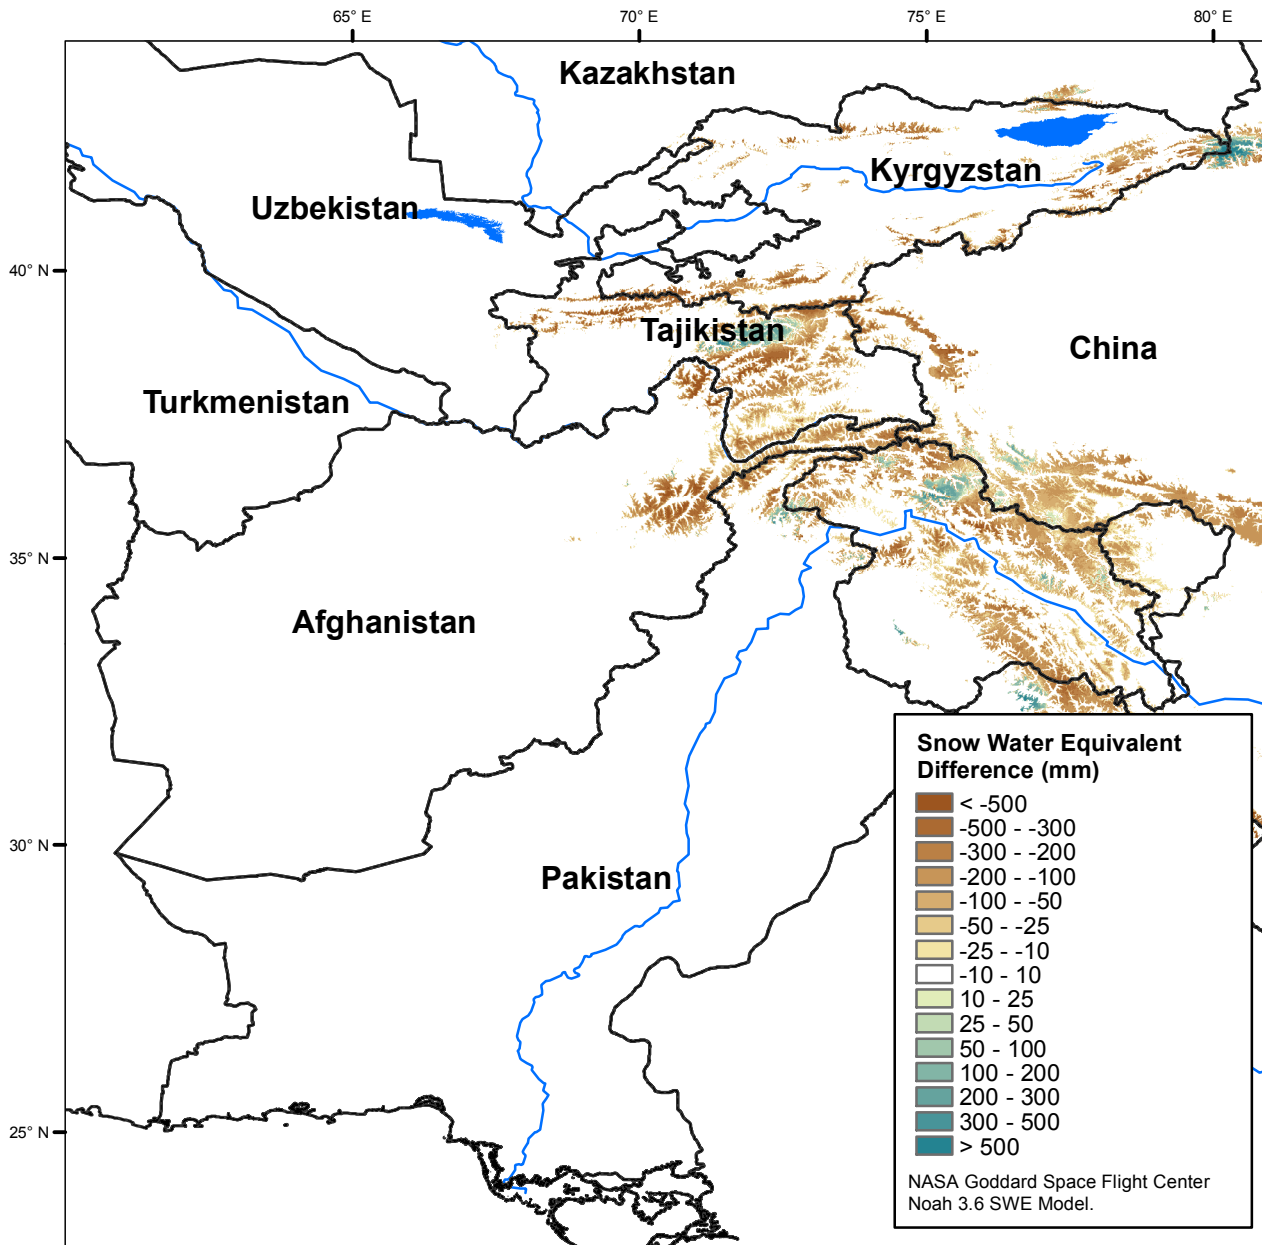 65° E
70° E
75° E
80° E
Kazakhstan
Kyrgyzstan
Uzbekistan
40° N
Tajikistan
China
Turkmenistan
35° N
Afghanistan
30° N
Pakistan
25° N
Snow Water Equivalent
Difference (mm)
< -500
-500 - -300
-300 - -200
-200 - -100
-100 - -50
-50 - -25
-25 - -10
-10 - 10
10 - 25
25 - 50
50 - 100
100 - 200
200 - 300
300 - 500
> 500
NASA Goddard Space Flight Center
Noah 3.6 SWE Model.